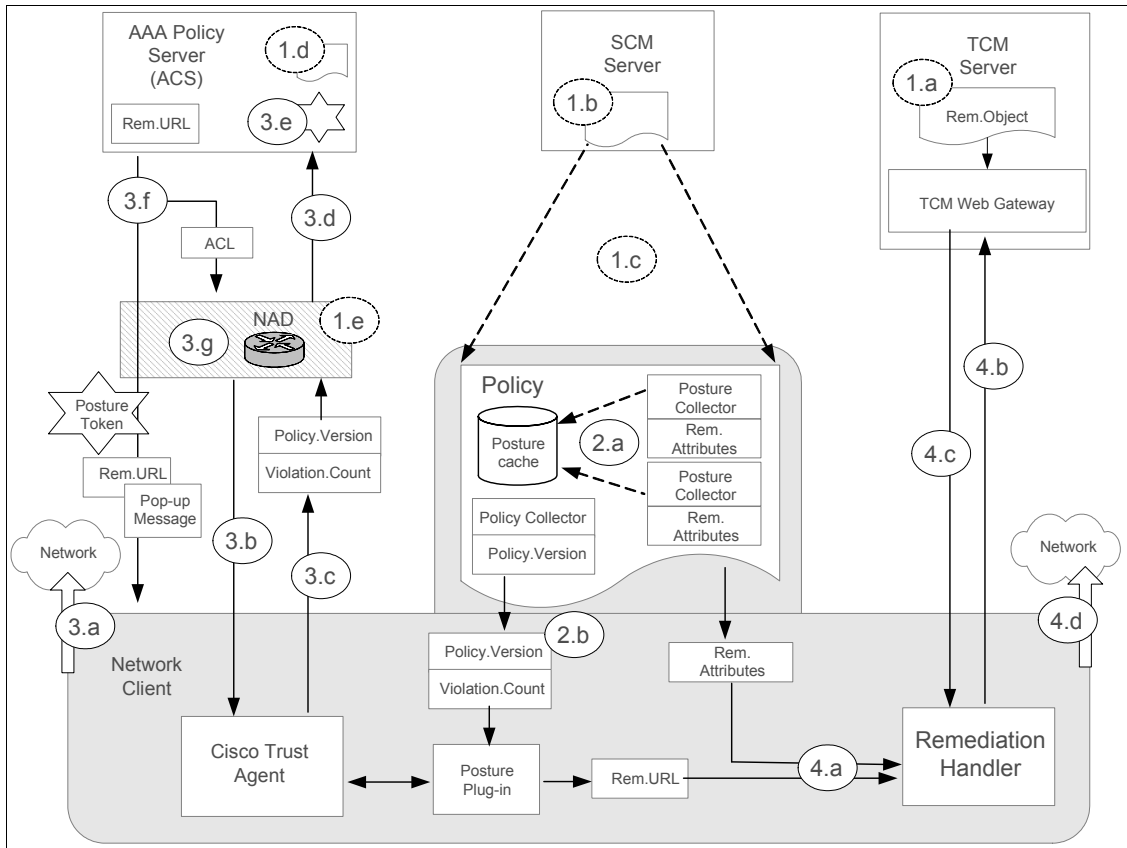 AAA Policy
Server
(ACS)
1.d
Rem.URL
3.e
SCM
Server
1.b
TCM
Server
1.a
Rem.Object
TCM Web Gateway
3.f
3.d
ACL
1.c
NAD
1.e
3.g
Posture
Token
Policy.Version
Violation.Count
Rem.URL
Pop-up
Message
3.b
3.c
Network
3.a
Policy
Posture
cache
2.a
Posture
Collector
Rem.
Attributes
Posture
Collector
Rem.
Attributes
Policy Collector
Policy.Version
4.b
4.c
Network
4.d
Network
Client
2.b
Policy.Version
Violation.Count
Rem.
Attributes
Cisco Trust
Agent
Posture
Plug-in
Rem.URL
4.a
Remediation
Handler